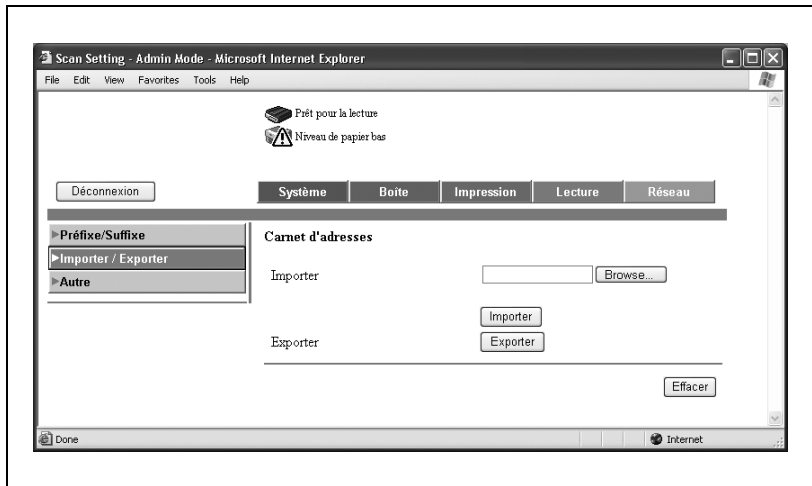 Scan Setting - Admin Mode - Microsoft Internet Explorer
File Edit View Favorites Tools Help
Prêt pour la lecture
Niveau de papier bas
Déconnexion
Système Boîte Impression Lecture Réseau
Préfixe/Suffixe
Importer / Exporter
Autre
Carnet d'adresses
Importer Browse...
Importer
Exporter Exporter
Effacer
Done Internet